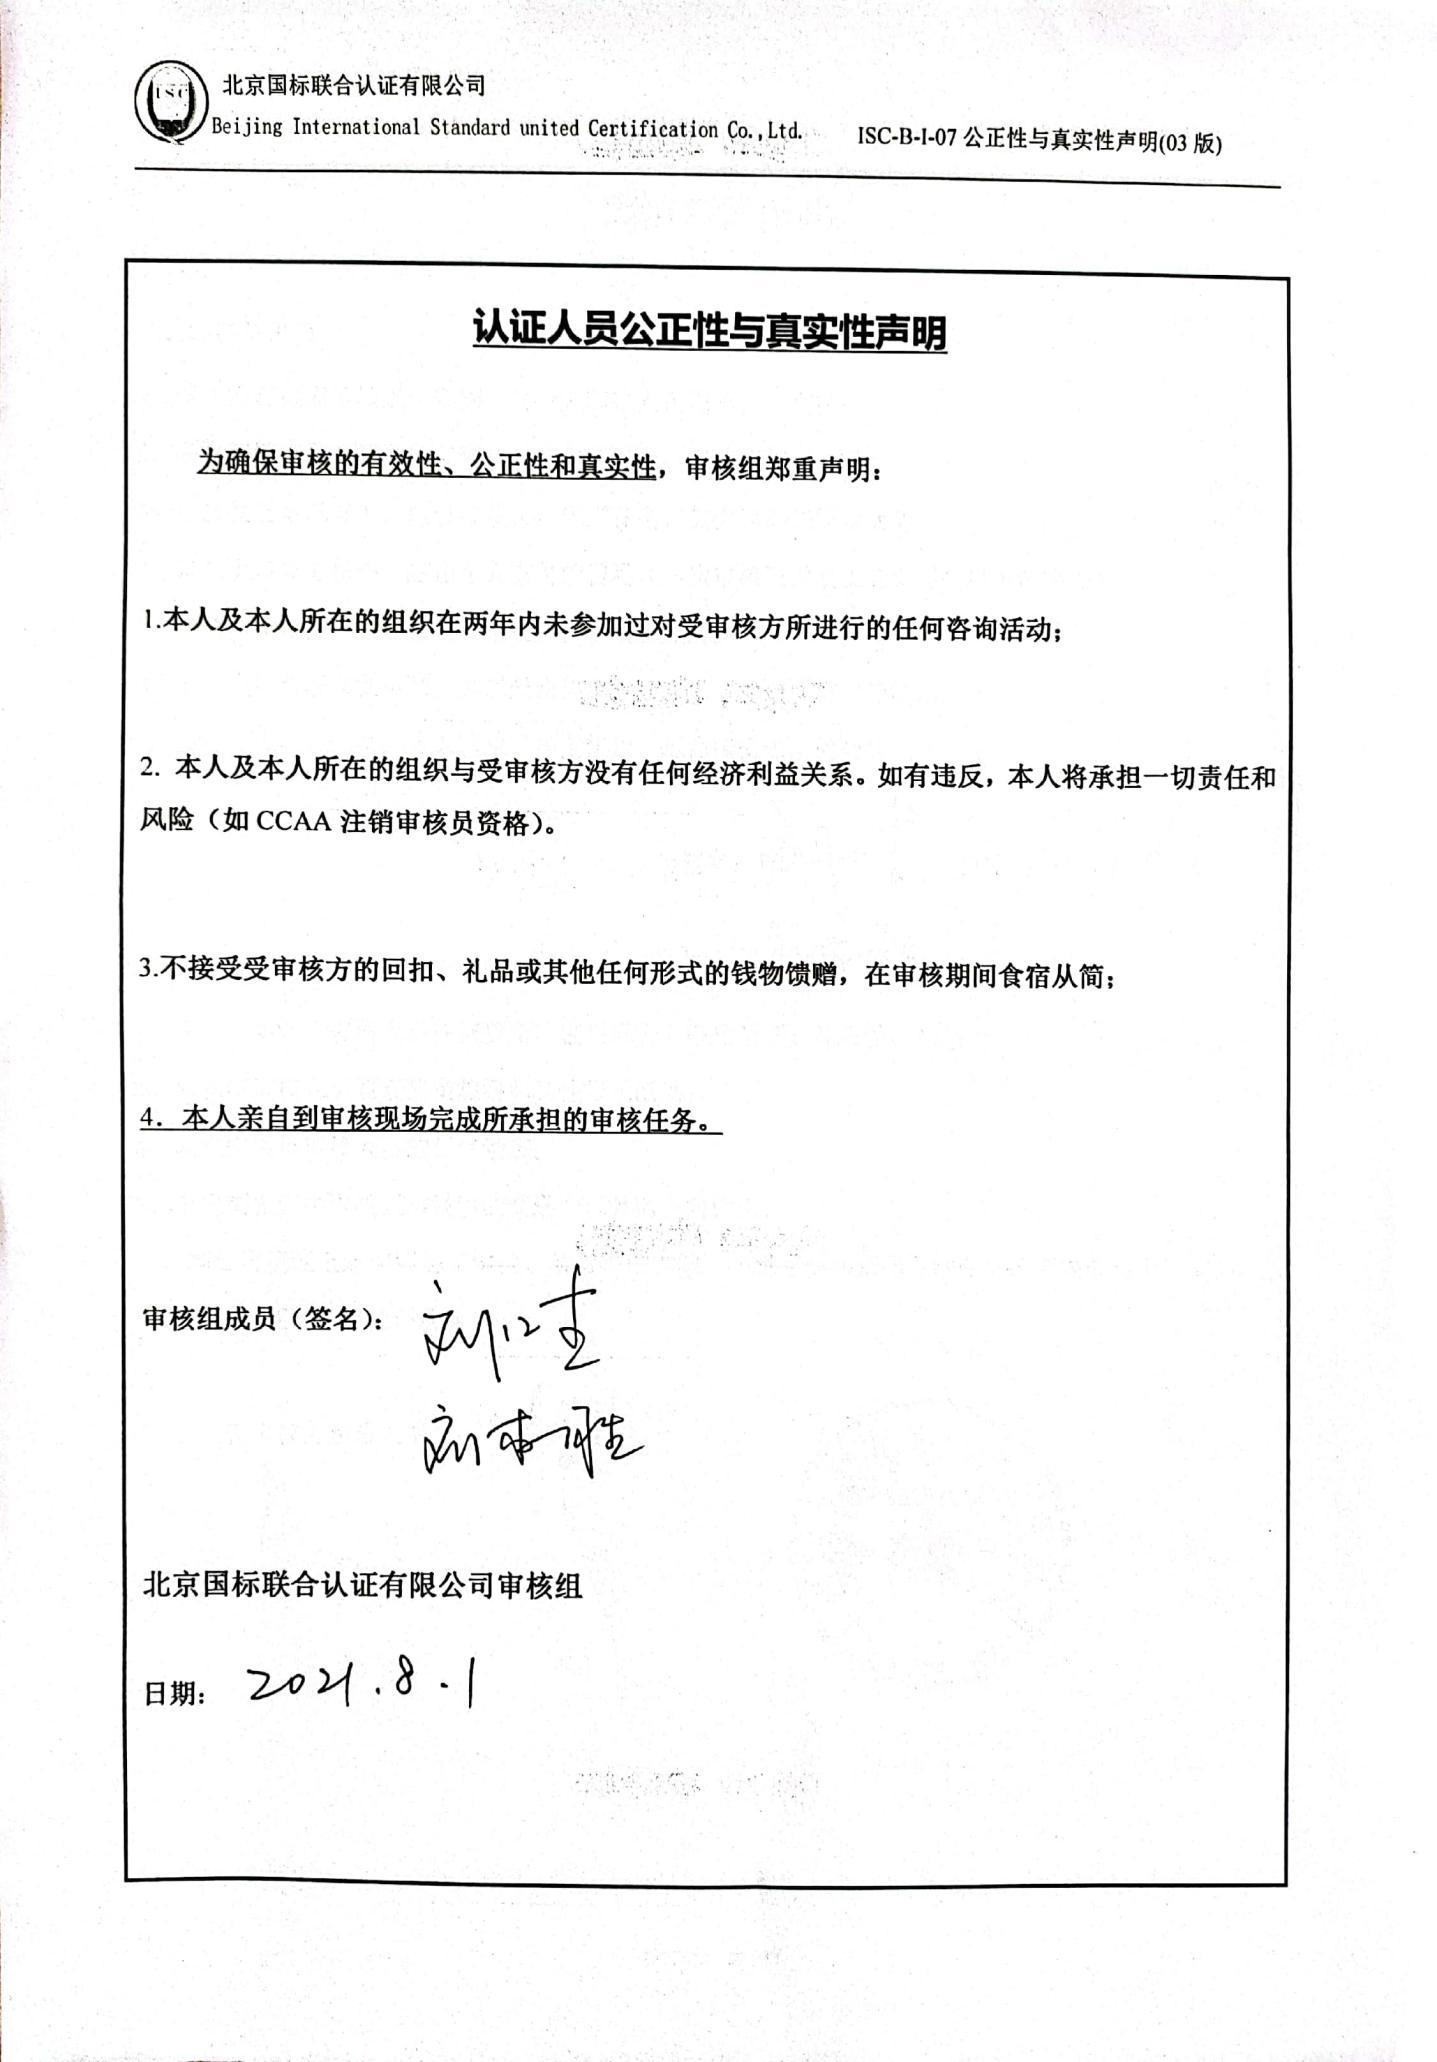 ISC
北京国标联合认证有限公司
Beijing International Standard united Certification Co.,Ltd.
ISC-B-I-07 公正性与真实性声明(03 版)
认证人员公正性与真实性声明
为确保审核的有效性、公正性和真实性，审核组郑重声明：
1.本人及本人所在的组织在两年内未参加过对受审核方所进行的任何咨询活动；
2. 本人及本人所在的组织与受审核方没有任何经济利益关系。如有违反，本人将承担一切责任和
风险（如 CCAA 注销审核员资格）。
3.不接受受审核方的回扣、礼品或其他任何形式的钱物馈赠，在审核期间食宿从简；
4．本人亲自到审核现场完成所承担的审核任务。
审核组成员（签名）：
北京国标联合认证有限公司审核组
日期： 2021.8.1